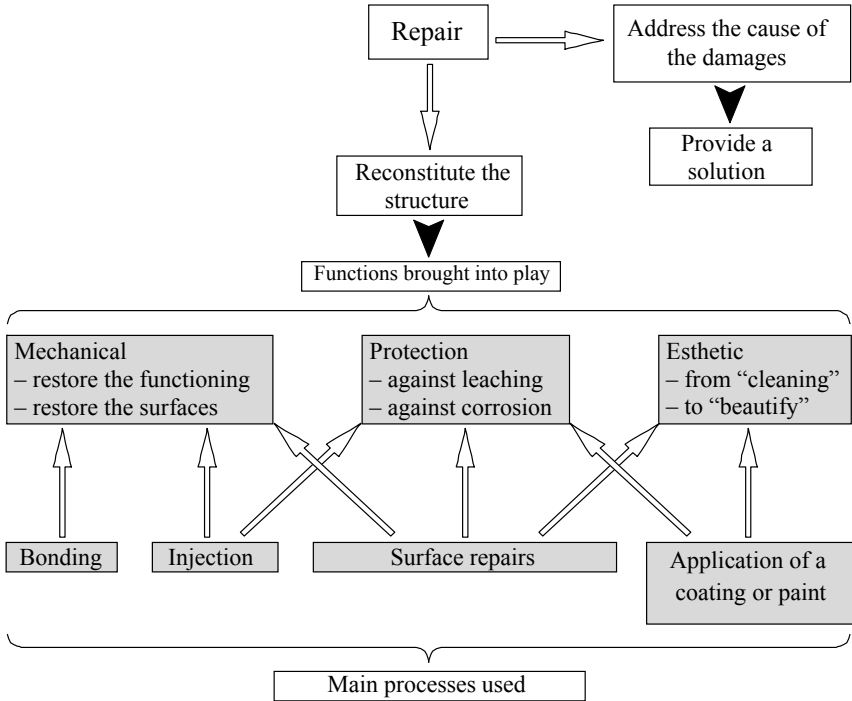 Repair
Address the cause of
the damages
Provide a
solution
Reconstitute the
structure
Functions brought into play
Mechanical
– restore the functioning
– restore the surfaces
Protection
– against leaching
– against corrosion
Esthetic
– from “cleaning”
– to “beautify”
Bonding
Injection
Surface repairs
Application of a
coating or paint
Main processes used